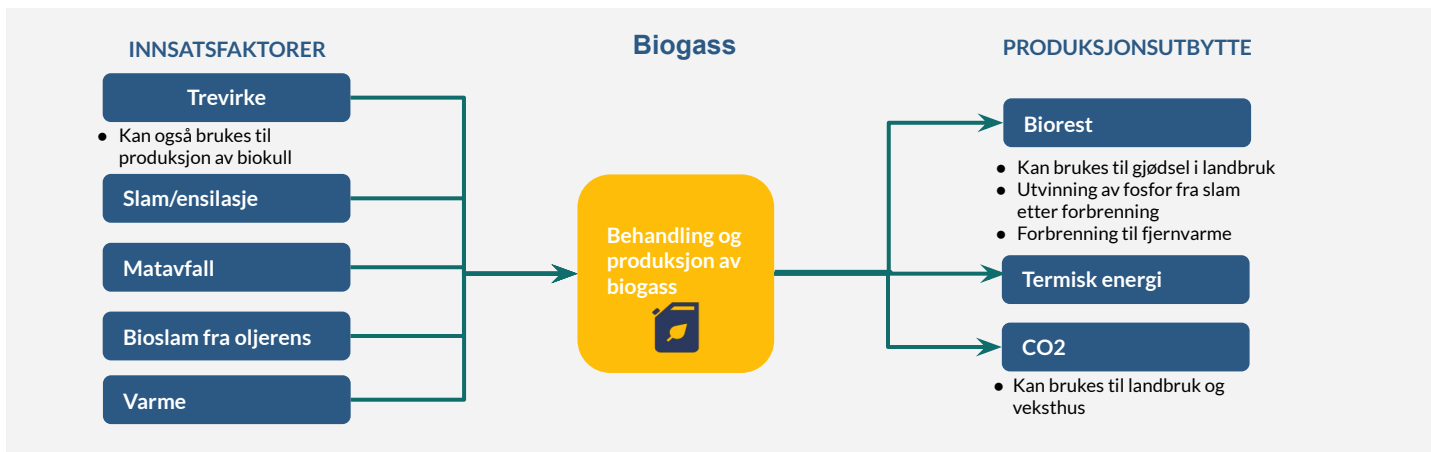 Biogass
INNSATSFAKTORER
Trevirke
● Kan også brukes til
produksjon av biokull
Slam/ensilasje
Matavfall
Bioslam fra oljerens
Varme
Behandling og
produksjon av
biogass
PRODUKSJONSUTBYTTE
Biorest
● Kan brukes til gjødsel i landbruk
● Utvinning av fosfor fra slam
etter forbrenning
● Forbrenning til fjernvarme
Termisk energi
CO2
● Kan brukes til landbruk og
veksthus